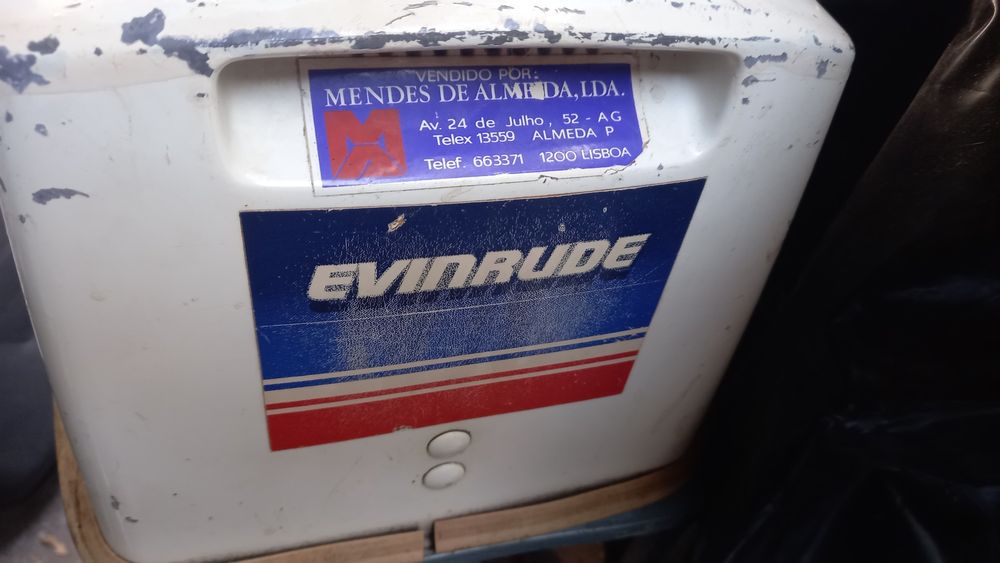 VENDIDO POR:
MENDES DE ALMEIDA, LDA.
Av. 24 de Julho, 52 - A G
Telex 13559 ALMEDA P
Telef. 663371 1200 LISBOA
EVINRUDE